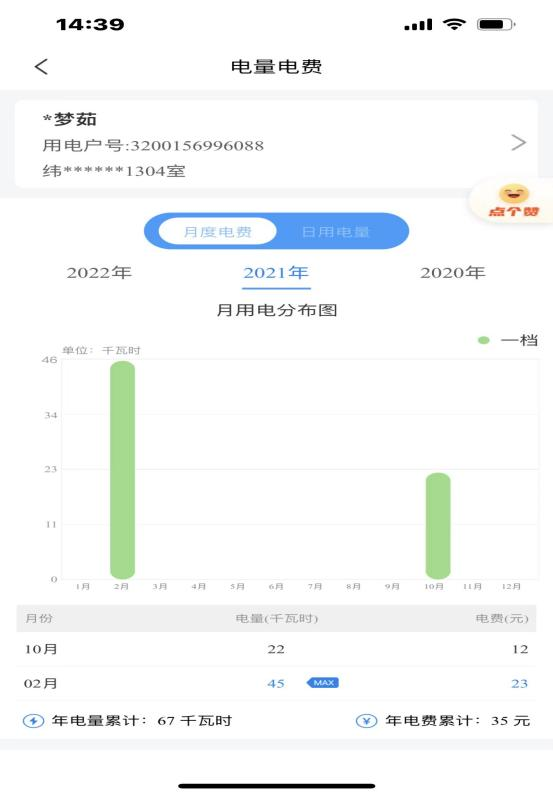 14:39
电量电费
*梦茹
用电户号:3200156996088
纬******1304室
点个赞
月度电费 日用电量
2022年 2021年 2020年
月用电分布图
一档
单位：千瓦时
46
34
23
11
0
1月 2月 3月 4月 5月 6月 7月 8月 9月 10月 11月 12月
月份 电量(千瓦时) 电费(元)
10月 22 12
02月 45 MAX 23
年电量累计：67 千瓦时 年电费累计：35 元